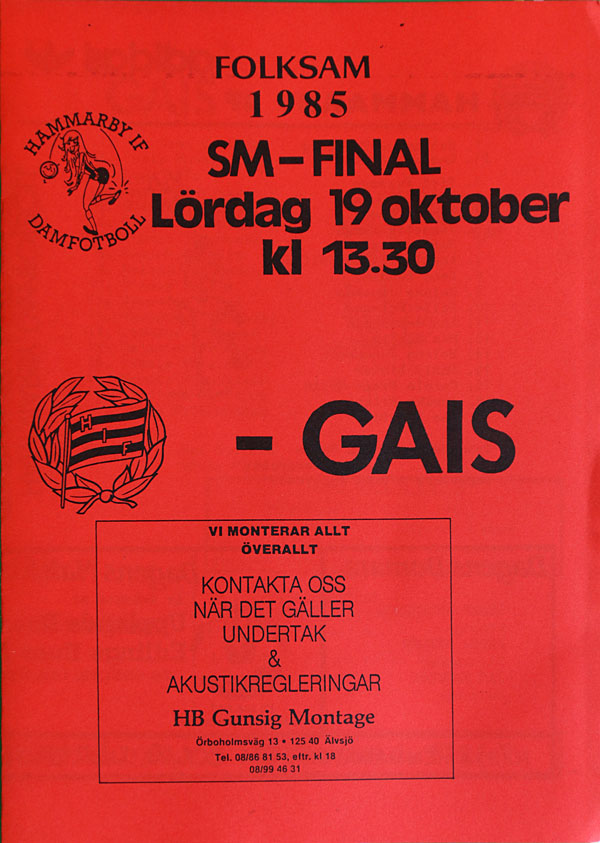 FOLKSAM
1985
HAMMARBY IF
DAMFOTBOLL
SM-FINAL
Lördag 19 oktober
kl 13.30
HIF
- GAIS
VI MONTERAR ALLT
ÖVERALLT
KONTAKTA OSS
NÄR DET GÄLLER
UNDERTAK
&
AKUSTIKREGLERINGAR
HB Gunsig Montage
Örboholmsväg 13 • 125 40 Älvsjö
Tel. 08/86 81 53, eftr. kl 18
08/99 46 31